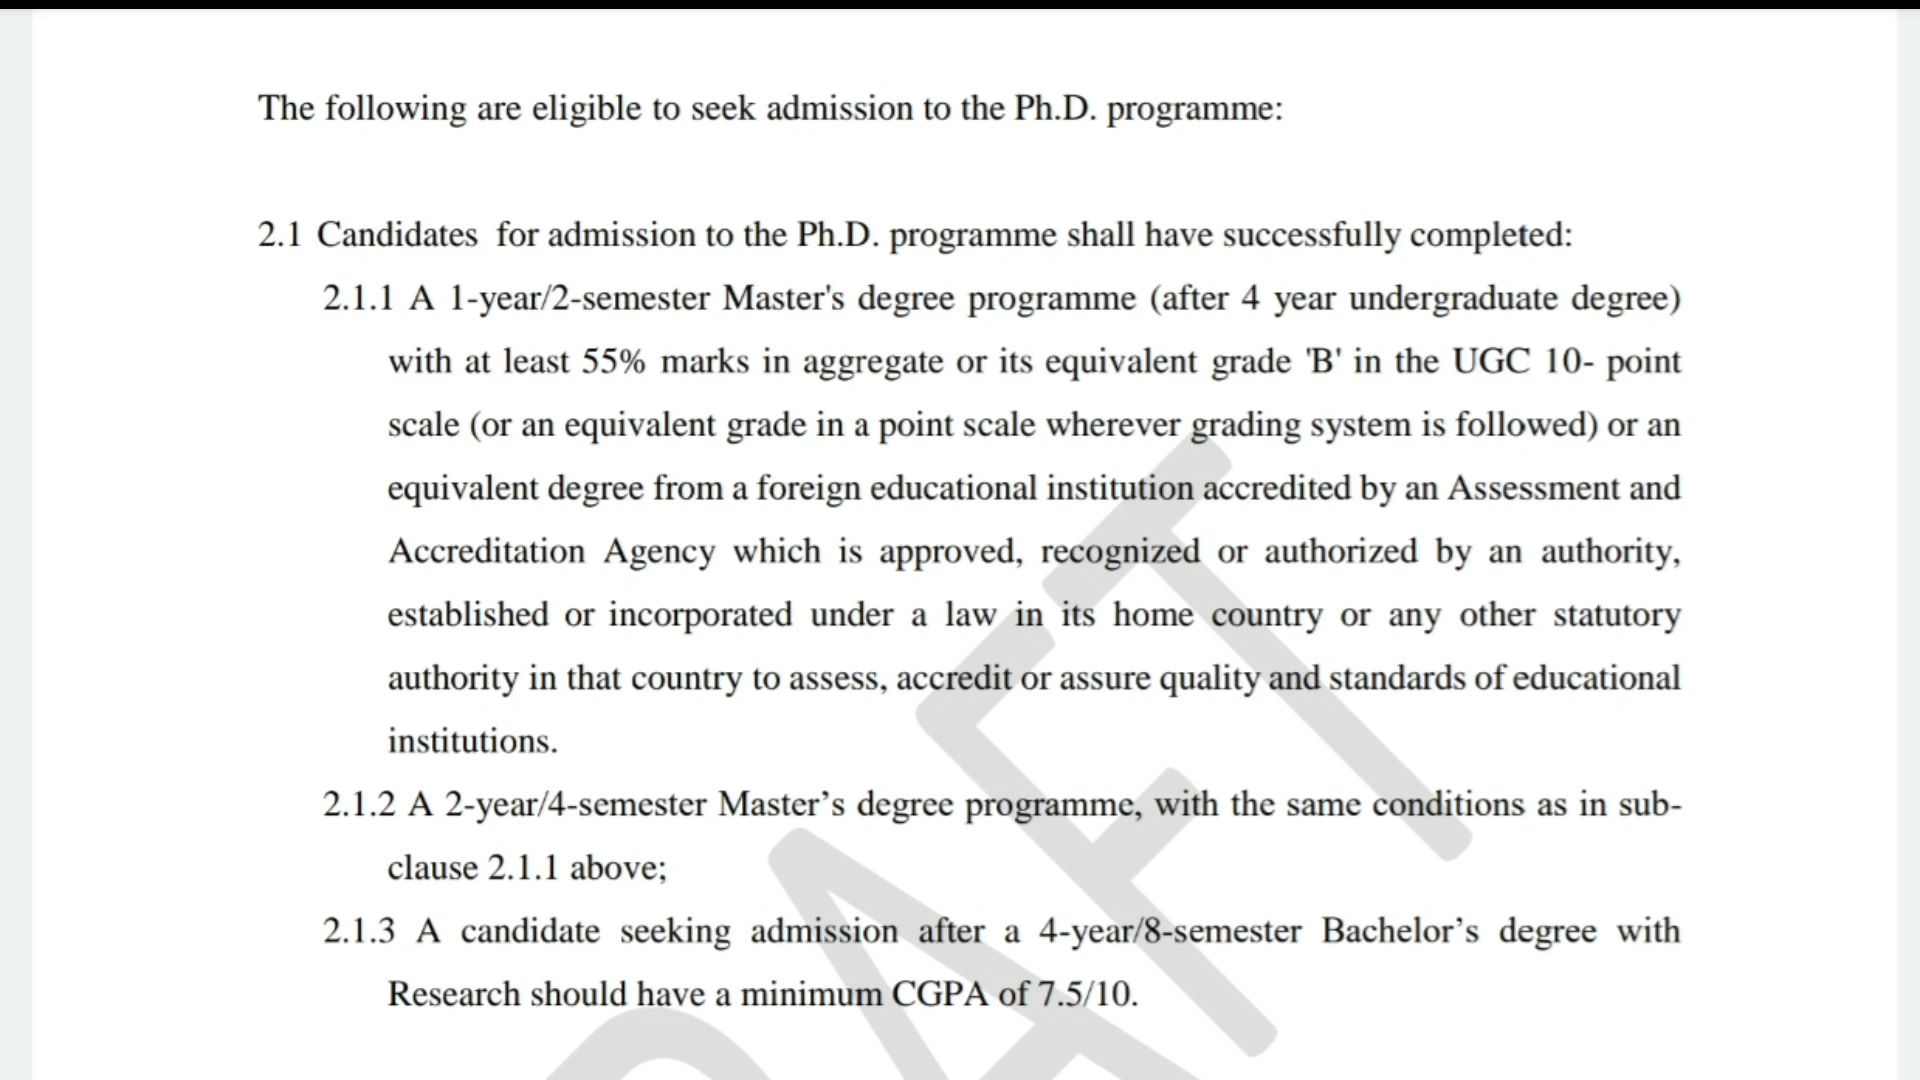 The following are eligible to seek admission to the Ph.D. programme:
2.1 Candidates for admission to the Ph.D. programme shall have successfully completed:
2.1.1 A 1-year/2-semester Master's degree programme (after 4 year undergraduate degree)
with at least 55% marks in aggregate or its equivalent grade 'B' in the UGC 10- point
scale (or an equivalent grade in a point scale wherever grading system is followed) or an
equivalent degree from a foreign educational institution accredited by an Assessment and
Accreditation Agency which is approved, recognized or authorized by an authority,
established or incorporated under a law in its home country or any other statutory
authority in that country to assess, accredit or assure quality and standards of educational
institutions.
2.1.2 A 2-year/4-semester Master’s degree programme, with the same conditions as in sub-
clause 2.1.1 above;
2.1.3 A candidate seeking admission after a 4-year/8-semester Bachelor’s degree with
Research should have a minimum CGPA of 7.5/10.
DRAFT